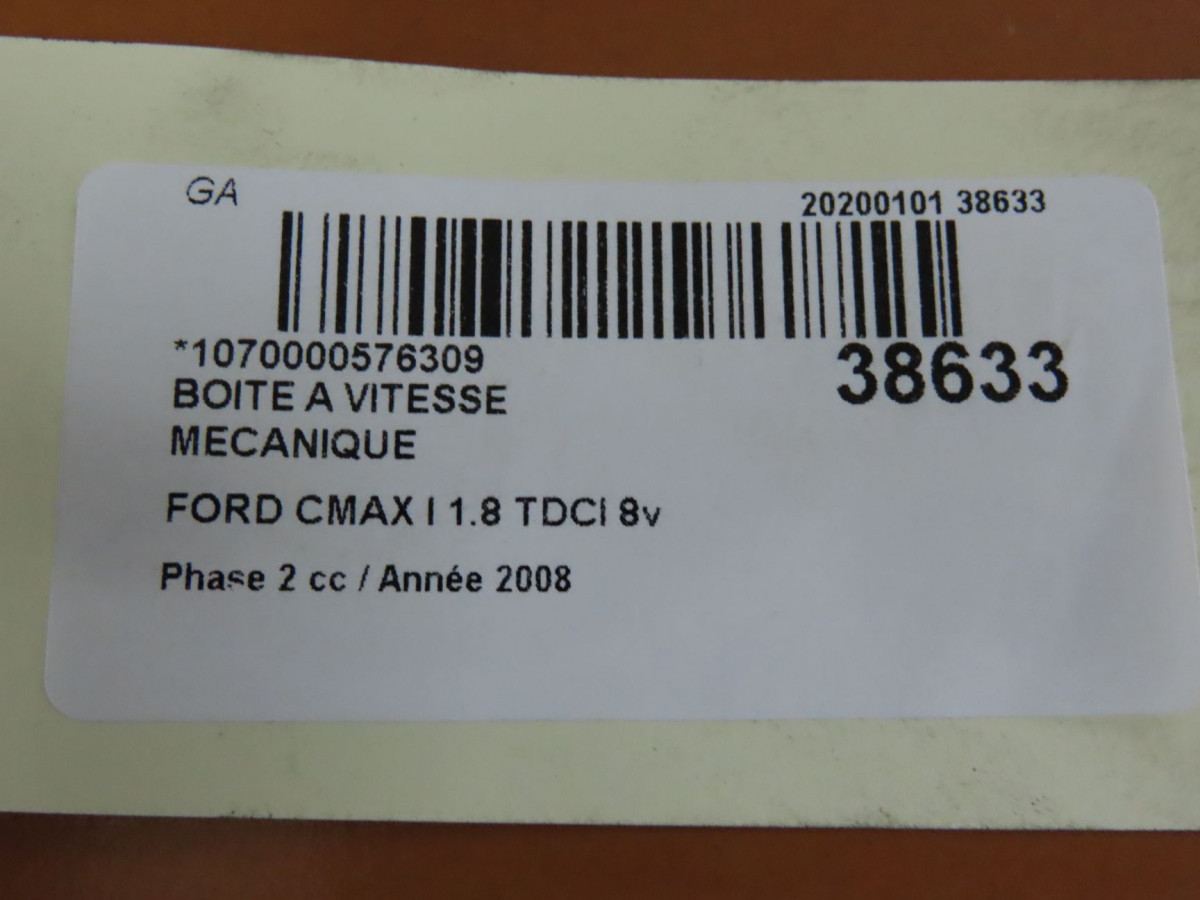 GA
20200101 38633
*1070000576309
38633
BOITE A VITESSE
MECANIQUE
FORD CMAX I 1.8 TDCI 8v
Phase 2 cc / Année 2008